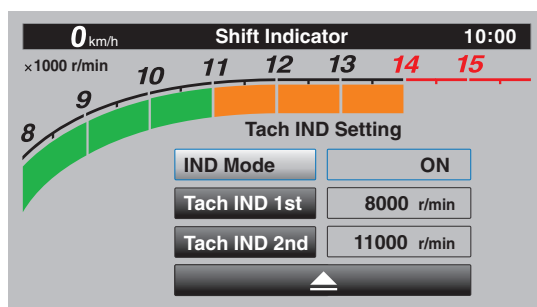 0 km/h Shift Indicator 10:00
×1000 r/min
8 9 10 11 12 13 14 15
Tach IND Setting
IND Mode ON
Tach IND 1st 8000 r/min
Tach IND 2nd 11000 r/min